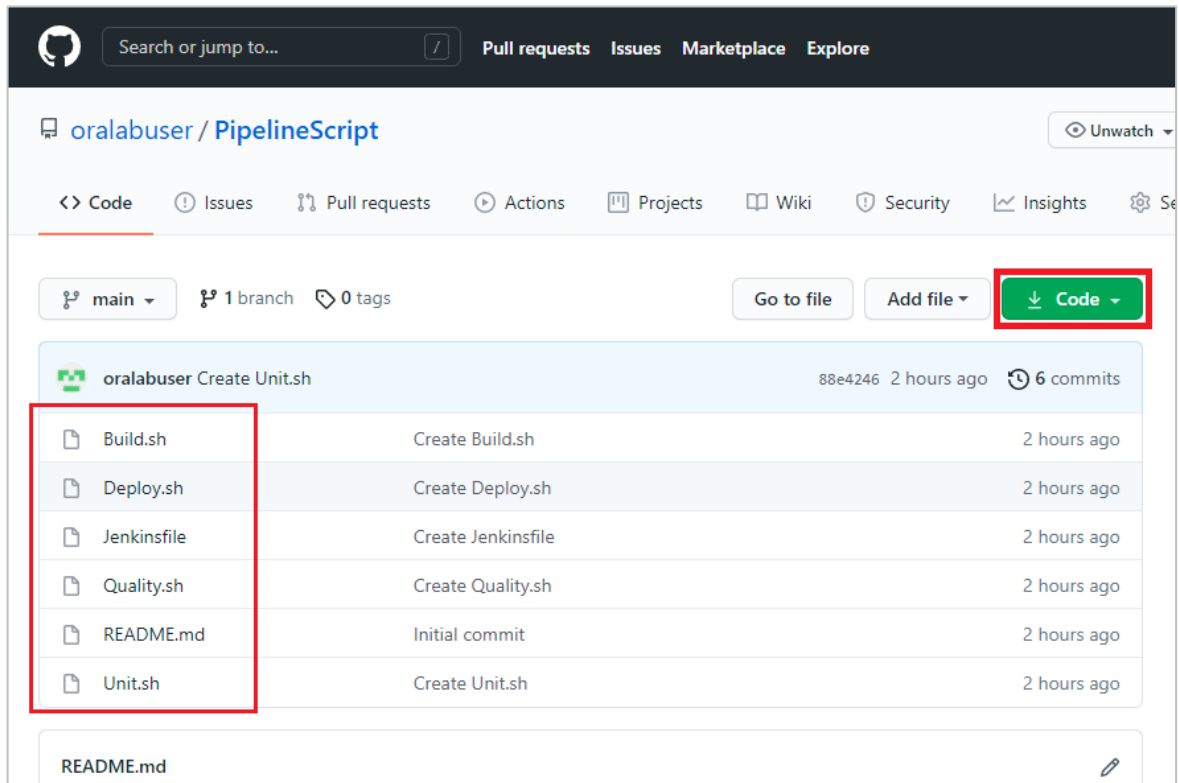 Search or jump to... / Pull requests Issues Marketplace Explore
oralabuser / PipelineScript Unwatch
<> Code Issues Pull requests Actions Projects Wiki Security Insights Se
main 1 branch 0 tags Go to file Add file Code
oralabuser Create Unit.sh 88e4246 2 hours ago 6 commits
Build.sh Create Build.sh 2 hours ago
Deploy.sh Create Deploy.sh 2 hours ago
Jenkinsfile Create Jenkinsfile 2 hours ago
Quality.sh Create Quality.sh 2 hours ago
README.md Initial commit 2 hours ago
Unit.sh Create Unit.sh 2 hours ago
README.md